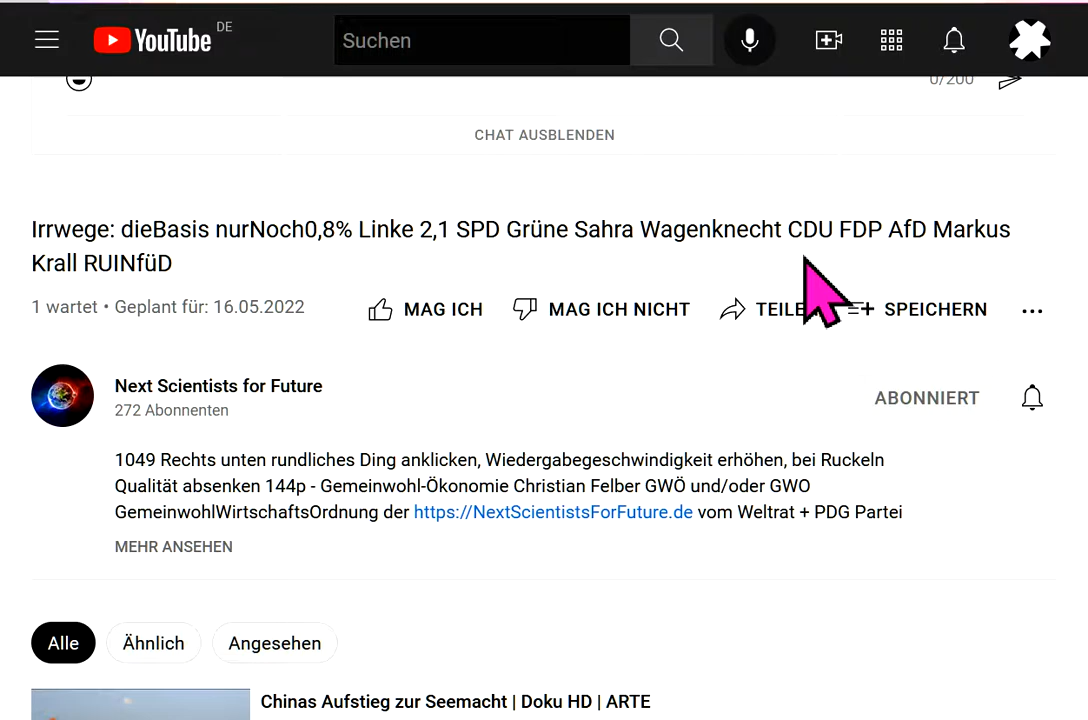 YouTube DE
Suchen
0/200
CHAT AUSBLENDEN
Irrwege: dieBasis nurNoch0,8% Linke 2,1 SPD Grüne Sahra Wagenknecht CDU FDP AfD Markus
Krall RUINfüD
1 wartet • Geplant für: 16.05.2022
MAG ICH
MAG ICH NICHT
SPEICHERN
Next Scientists for Future
272 Abonnenten
ABONNIERT
1049 Rechts unten rundliches Ding anklicken, Wiedergabegeschwindigkeit erhöhen, bei Ruckeln
Qualität absenken 144p - Gemeinwohl-Ökonomie Christian Felber GWÖ und/oder GWO
GemeinwohlWirtschaftsOrdnung der https://NextScientistsForFuture.de vom Weltrat + PDG Partei
MEHR ANSEHEN
Alle
Ähnlich
Angesehen
Chinas Aufstieg zur Seemacht | Doku HD | ARTE